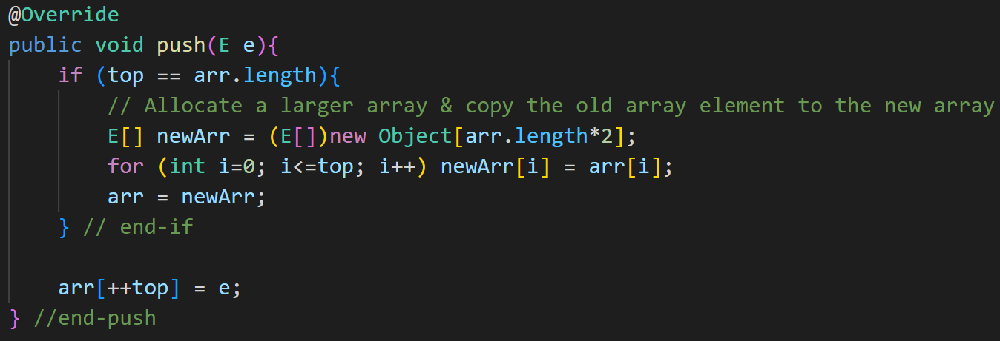 @Override
public void push(E e){
    if (top == arr.length){
        // Allocate a larger array & copy the old array element to the new array
        E[] newArr = (E[])new Object[arr.length*2];
        for (int i=0; i<=top; i++) newArr[i] = arr[i];
        arr = newArr;
    } // end-if

    arr[++top] = e;
} //end-push